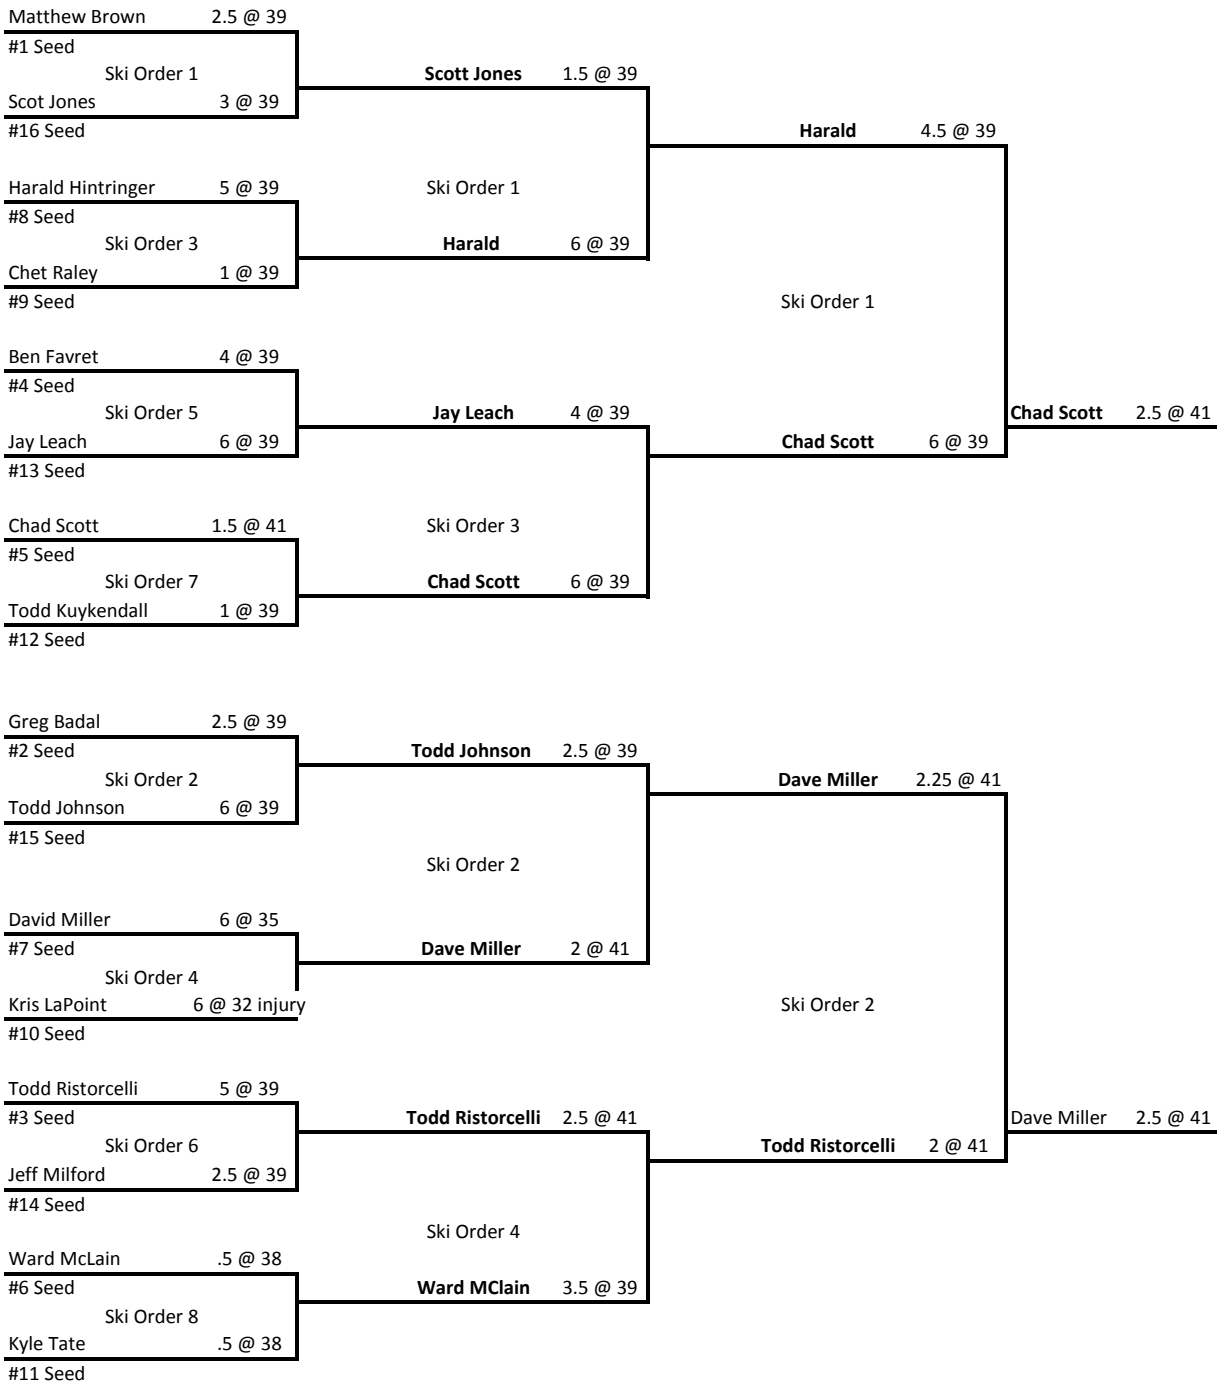 Matthew Brown 2.5 @ 39
#1 Seed
Ski Order 1
Scott Jones 1.5 @ 39
Scot Jones 3 @ 39
#16 Seed
Harald 4.5 @ 39
Harald Hintringer 5 @ 39
Ski Order 1
#8 Seed
Ski Order 3
Harald 6 @ 39
Chet Raley 1 @ 39
#9 Seed
Ski Order 1
Ben Favret 4 @ 39
#4 Seed
Ski Order 5
Jay Leach 4 @ 39
Chad Scott 2.5 @ 41
Jay Leach 6 @ 39
Chad Scott 6 @ 39
#13 Seed
Chad Scott 1.5 @ 41
Ski Order 3
#5 Seed
Ski Order 7
Chad Scott 6 @ 39
Todd Kuykendall 1 @ 39
#12 Seed
Greg Badal 2.5 @ 39
#2 Seed
Todd Johnson 2.5 @ 39
Ski Order 2
Dave Miller 2.25 @ 41
Todd Johnson 6 @ 39
#15 Seed
Ski Order 2
David Miller 6 @ 35
#7 Seed
Dave Miller 2 @ 41
Ski Order 4
Kris LaPoint 6 @ 32 injury
Ski Order 2
#10 Seed
Todd Ristorcelli 5 @ 39
#3 Seed
Todd Ristorcelli 2.5 @ 41
Dave Miller 2.5 @ 41
Ski Order 6
Todd Ristorcelli 2 @ 41
Jeff Milford 2.5 @ 39
#14 Seed
Ski Order 4
Ward McLain .5 @ 38
#6 Seed
Ward MClain 3.5 @ 39
Ski Order 8
Kyle Tate .5 @ 38
#11 Seed